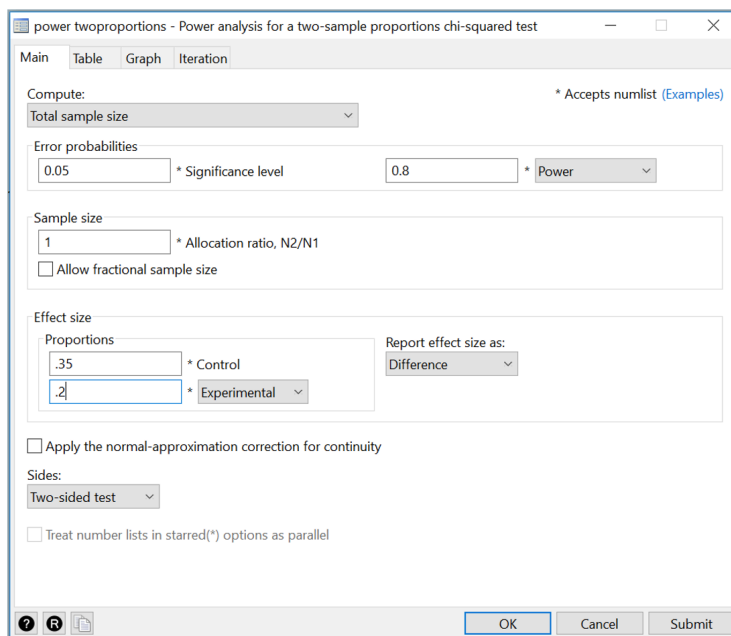 power twoproportions - Power analysis for a two-sample proportions chi-squared test
Main Table Graph Iteration
Compute: * Accepts numlist (Examples)
Total sample size
Error probabilities
0.05 * Significance level 0.8 * Power
Sample size
1 * Allocation ratio, N2/N1
Allow fractional sample size
Effect size
Proportions Report effect size as:
.35 * Control Difference
.2 * Experimental
Apply the normal-approximation correction for continuity
Sides:
Two-sided test
Treat number lists in starred(*) options as parallel
? R OK Cancel Submit